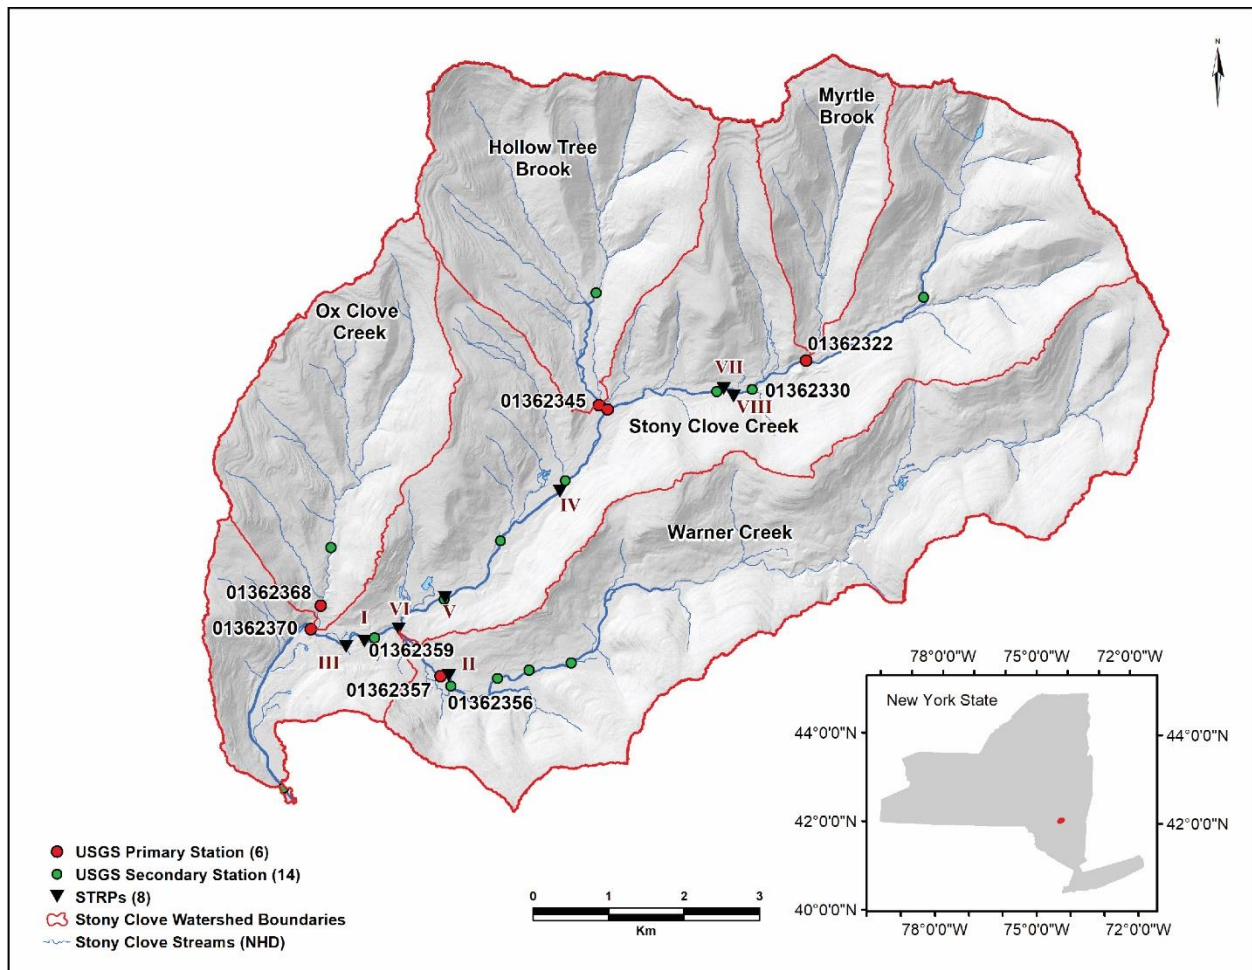 N
Myrtle
Brook
Hollow Tree
Brook
Ox Clove
Creek
01362322
VII
01362330
01362345
VIII
Stony Clove Creek
IV
Warner Creek
01362368
V
I
VI
01362370
01362359
III
II
01362357
01362356
78°0'0"W 75°0'0"W 72°0'0"W
New York State
44°0'0"N 44°0'0"N
42°0'0"N 42°0'0"N
40°0'0"N
78°0'0"W 75°0'0"W 72°0'0"W
USGS Primary Station (6)
USGS Secondary Station (14)
STRPs (8)
Stony Clove Watershed Boundaries
Stony Clove Streams (NHD)
0 1 2 3
Km